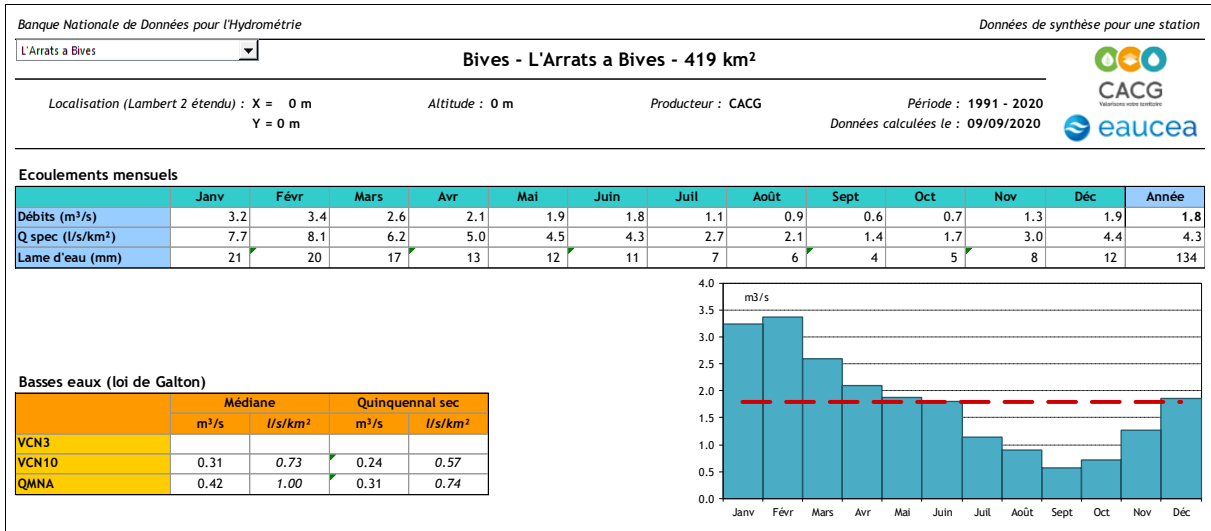 Banque Nationale de Données pour l'Hydrométrie Données de synthèse pour une station
L'Arrats a Bives
Bives - L'Arrats a Bives - 419 km²
CACG
Valorisons votre territoire
eaucea
Localisation (Lambert 2 étendu) : X = 0 m Altitude : 0 m Producteur : CACG Période : 1991 - 2020
Y = 0 m Données calculées le : 09/09/2020
Ecoulements mensuels
Janv Févr Mars Avr Mai Juin Juil Août Sept Oct Nov Déc Année
Débits (m³/s) 3.2 3.4 2.6 2.1 1.9 1.8 1.1 0.9 0.6 0.7 1.3 1.9 1.8
Q spec (l/s/km²) 7.7 8.1 6.2 5.0 4.5 4.3 2.7 2.1 1.4 1.7 3.0 4.4 4.3
Lame d'eau (mm) 21 20 17 13 12 11 7 6 4 5 8 12 134
Basses eaux (loi de Galton)
Médiane Quinquennal sec
m³/s l/s/km² m³/s l/s/km²
VCN3
VCN10 0.31 0.73 0.24 0.57
QMNA 0.42 1.00 0.31 0.74
m3/s
4.0
3.5
3.0
2.5
2.0
1.5
1.0
0.5
0.0
Janv Févr Mars Avr Mai Juin Juil Août Sept Oct Nov Déc